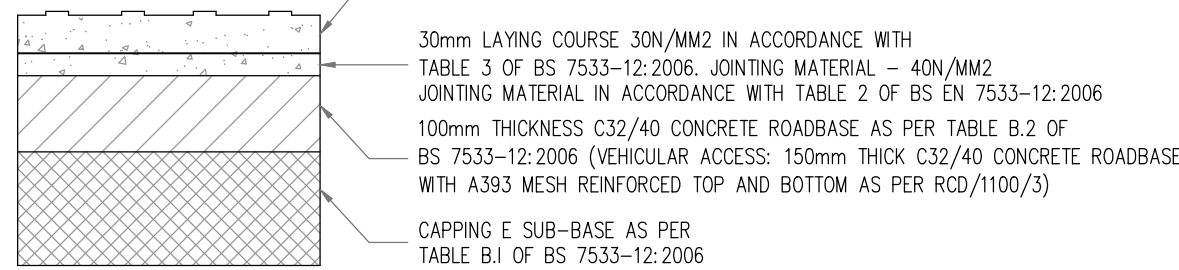 30mm LAYING COURSE 30N/MM2 IN ACCORDANCE WITH
TABLE 3 OF BS 7533-12:2006. JOINTING MATERIAL - 40N/MM2
JOINTING MATERIAL IN ACCORDANCE WITH TABLE 2 OF BS EN 7533-12:2006
100mm THICKNESS C32/40 CONCRETE ROADBASE AS PER TABLE B.2 OF
BS 7533-12:2006 (VEHICULAR ACCESS: 150mm THICK C32/40 CONCRETE ROADBASE
WITH A393 MESH REINFORCED TOP AND BOTTOM AS PER RCD/1100/3)
CAPPING E SUB-BASE AS PER
TABLE B.I OF BS 7533-12:2006